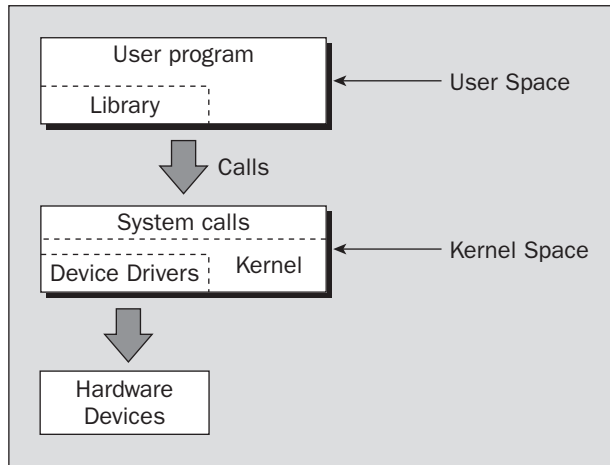 User program
Library
User Space
Calls
System calls
Device Drivers
Kernel
Kernel Space
Hardware
Devices